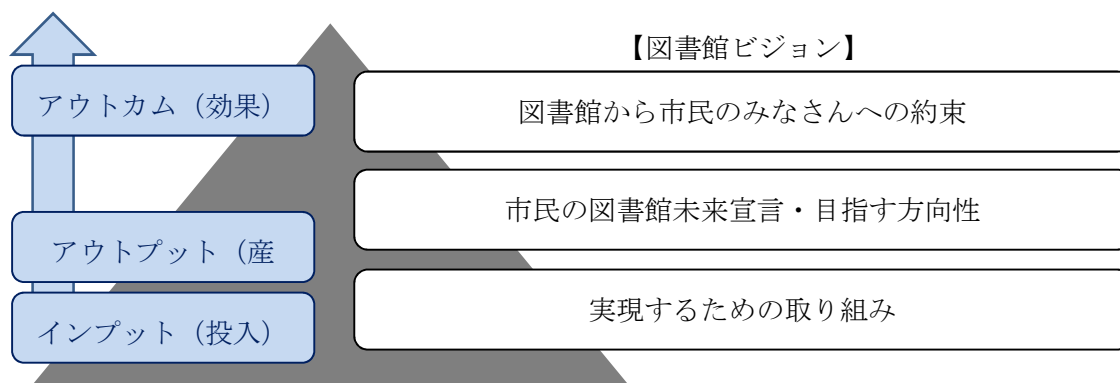 【図書館ビジョン】
アウトカム（効果）
図書館から市民のみなさんへの約束
市民の図書館未来宣言・目指す方向性
アウトプット（産
実現するための取り組み
インプット（投入）